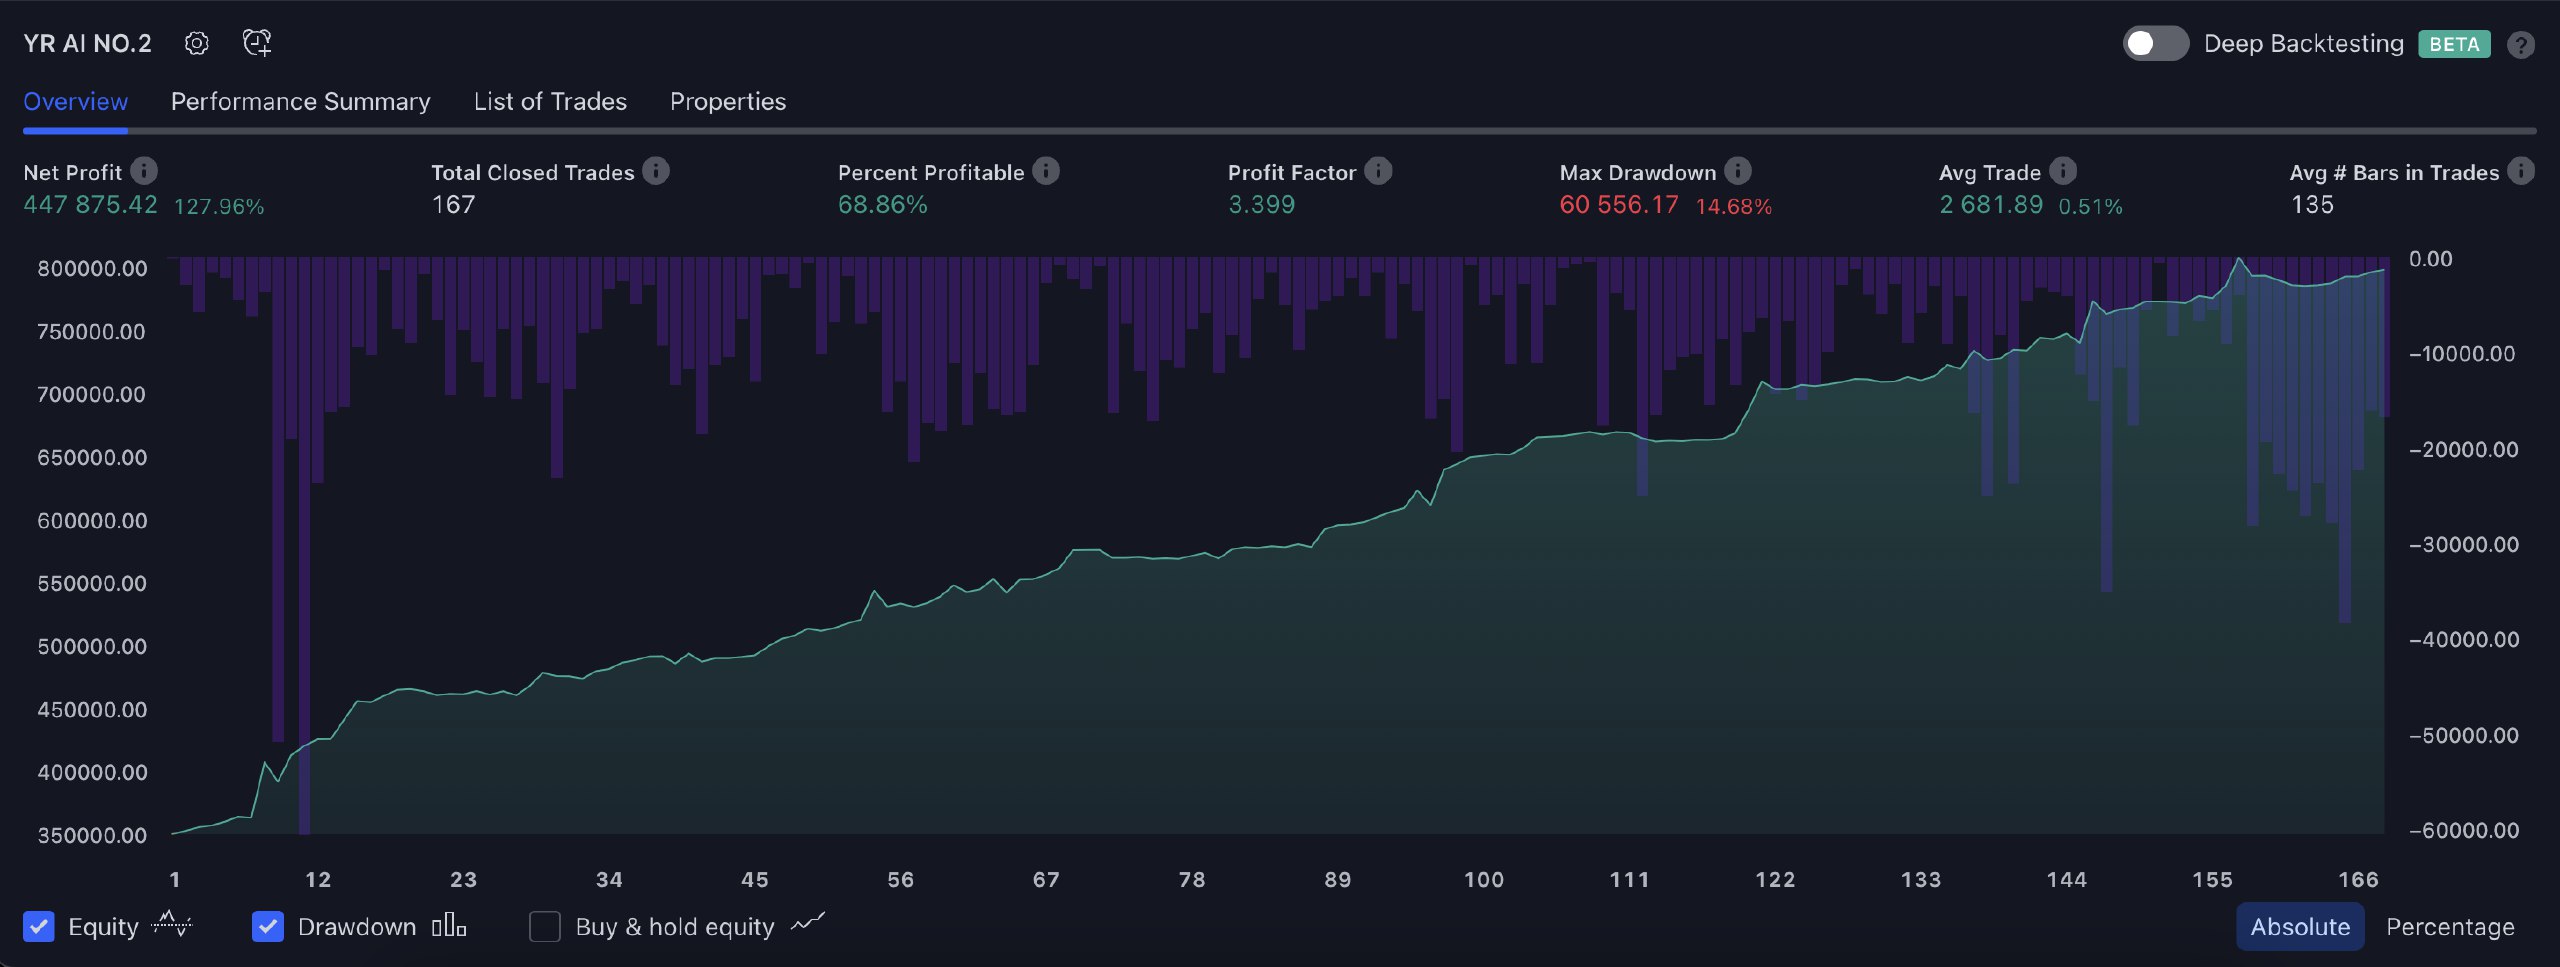 YR AI NO.2
Deep Backtesting BETA ?
Overview Performance Summary List of Trades Properties
Net Profit Total Closed Trades Percent Profitable Profit Factor Max Drawdown Avg Trade Avg # Bars in Trades
447 875.42 127.96% 167 68.86% 3.399 60 556.17 14.68% 2 681.89 0.51% 135
800000.00 0.00
750000.00
−10000.00
700000.00
650000.00 −20000.00
600000.00
−30000.00
550000.00
500000.00 −40000.00
450000.00
−50000.00
400000.00
350000.00 −60000.00
1 12 23 34 45 56 67 78 89 100 111 122 133 144 155 166
Equity Drawdown Buy & hold equity Absolute Percentage